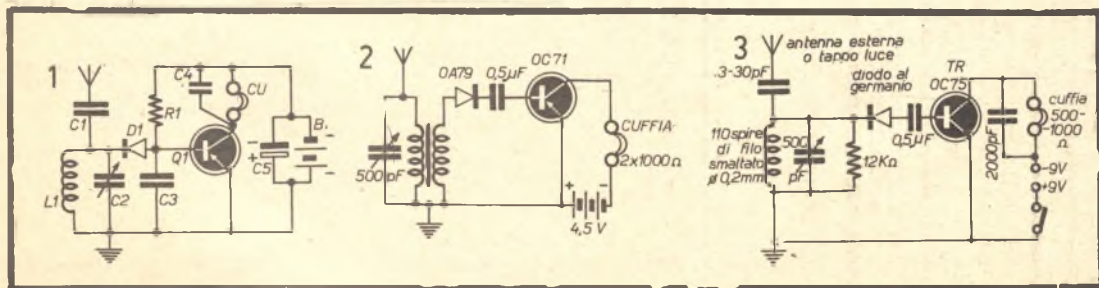 1
C1
L1
C2
D1
R1
C3
C4
Q1
CU
+
C5
B.
-
-
2
500pF
OA79
0,5µF
OC71
CUFFIA
2x1000Ω
+
-
4,5 V
3
antenna esterna
o tappo luce
.3-30pF
110 spire
di filo
smaltato
ø 0,2mm
500
pF
12KΩ
diodo al
germanio
0,5µF
TR
OC75
2000pF
cuffia
500-
-1000
Ω
-9V
+9V